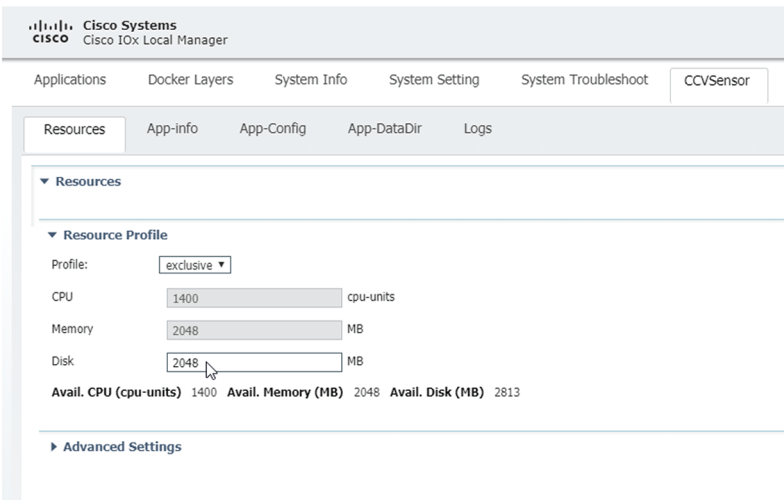 Cisco Systems
CISCO Cisco IOx Local Manager
Applications Docker Layers System Info System Setting System Troubleshoot CCVSensor
Resources App-info App-Config App-DataDir Logs
Resources
Resource Profile
Profile: exclusive
CPU 1400 cpu-units
Memory 2048 MB
Disk 2048 MB
Avail. CPU (cpu-units) 1400 Avail. Memory (MB) 2048 Avail. Disk (MB) 2813
Advanced Settings